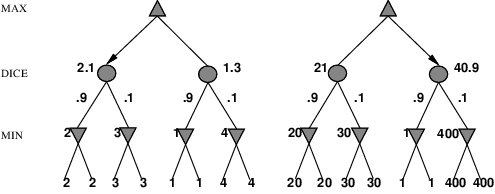 MAX
DICE 2.1 1.3 21 40.9
.9 .1 .9 .1 .9 .1 .9 .1
MIN 2 3 1 4 20 30 1 400
2 2 3 3 1 1 4 4 20 20 30 30 1 1 400 400